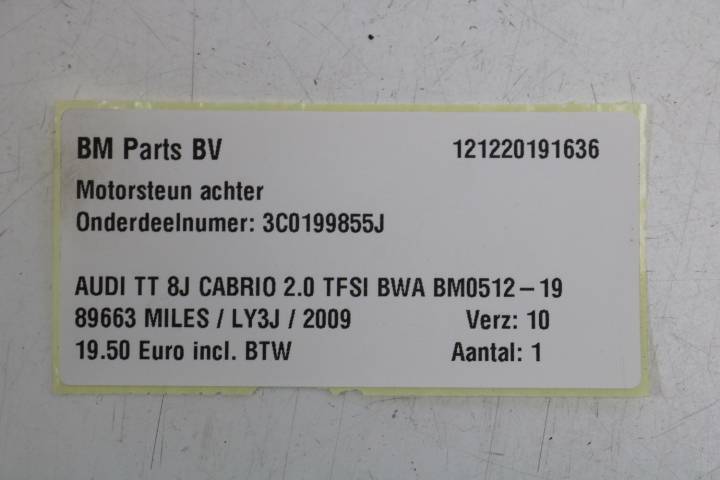 BM Parts BV 121220191636
Motorsteun achter
Onderdeelnumer: 3C0199855J
AUDI TT 8J CABRIO 2.0 TFSI BWA BM0512-19
89663 MILES / LY3J / 2009 Verz: 10
19.50 Euro incl. BTW Aantal: 1